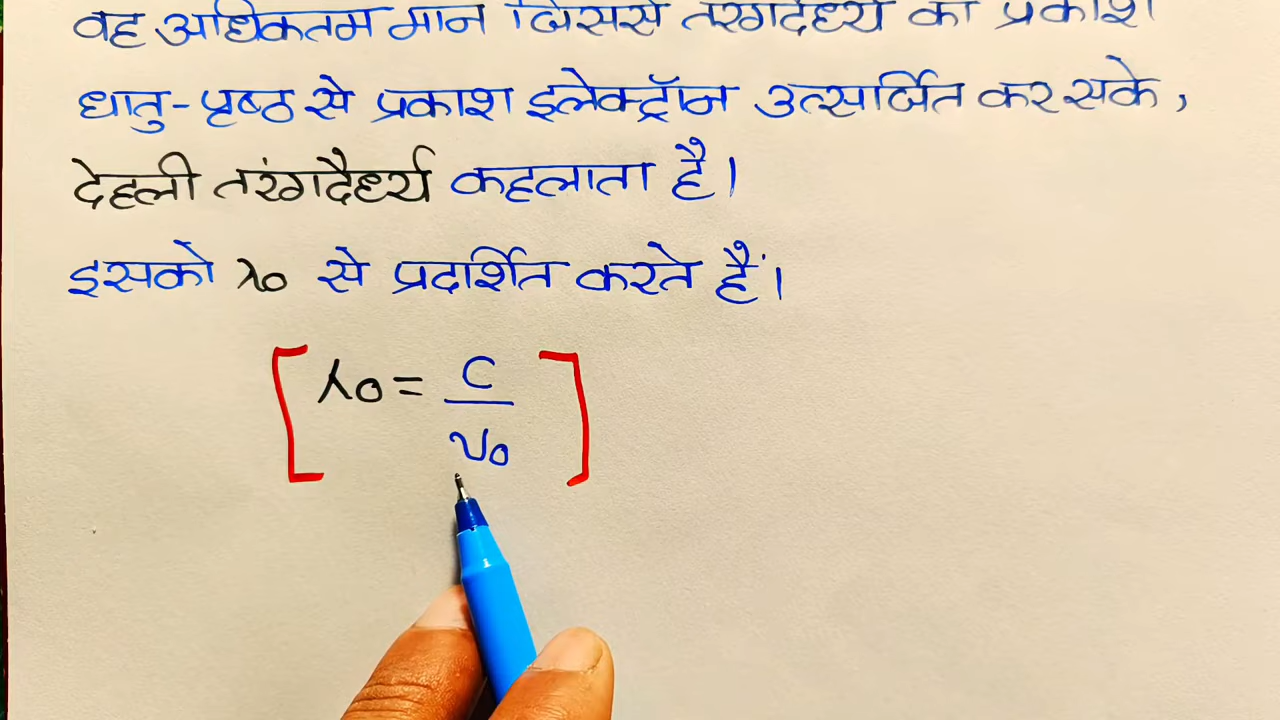 वह अधिकतम मान जिससे तरंगदैर्ध्य का प्रकाश
धातु-पृष्ठ से प्रकाश इलेक्ट्रॉन उत्सर्जित कर सके,
देहली तरंगदैर्ध्य कहलाता है।
इसको λ₀ से प्रदर्शित करते हैं।
[λ₀ = C/ν₀]